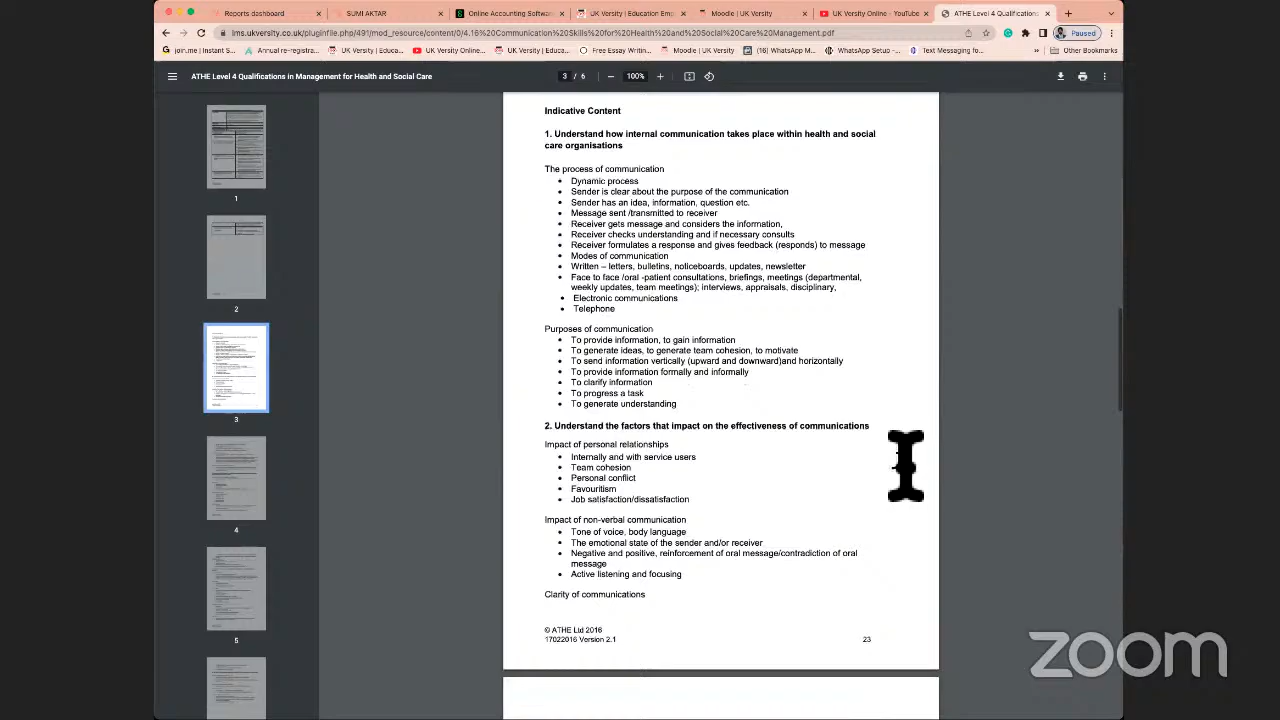 Reports dashboard
SUMI AKTAR
Online Accounting Softwar
UK Versity | Education Emp
Moodle | UK Versity
UK Versity Online - YouTube
ATHE Level 4 Qualifications
lms.ukversity.co.uk/pluginfile.php/491/mod_resource/content/0/4.16%20Communication%20Skills%20for%20Health%20and%20Social%20Care%20Management.pdf
Paused
join.me | Instant S...
Annual re-registra...
UK Versity | Educa...
UK Versity Online...
UK Versity | Educa...
Free Essay Writing...
Moodle | UK Versity
(16) WhatsApp M...
WhatsApp Setup -...
Text Messaging for...
Other Bookmarks
ATHE Level 4 Qualifications in Management for Health and Social Care
3 / 6
100%
1
2
3
4
5
Indicative Content
1. Understand how internal communication takes place within health and social
care organisations
The process of communication
• Dynamic process
• Sender is clear about the purpose of the communication
• Sender has an idea, information, question etc.
• Message sent /transmitted to receiver
• Receiver gets message and considers the information,
• Receiver checks understanding and if necessary consults
• Receiver formulates a response and gives feedback (responds) to message
• Modes of communication
• Written – letters, bulletins, noticeboards, updates, newsletter
• Face to face /oral -patient consultations, briefings, meetings (departmental,
weekly updates, team meetings); interviews, appraisals, disciplinary,
• Electronic communications
• Telephone
Purposes of communication
• To provide information, gain information
• To generate ideas, to generate team cohesion, to motivate
• To send information vertically (upward and downward)and horizontally
• To provide information formally and informally
• To clarify information
• To progress a task
• To generate understanding
2. Understand the factors that impact on the effectiveness of communications
Impact of personal relationships
• Internally and with service users
• Team cohesion
• Personal conflict
• Favouritism
• Job satisfaction/dissatisfaction
Impact of non-verbal communication
• Tone of voice, body language
• The emotional state of the sender and/or receiver
• Negative and positive, reinforcement of oral message/contradiction of oral
message
• Active listening and focusing
Clarity of communications
© ATHE Ltd 2016
17022016 Version 2.1
23
zoom